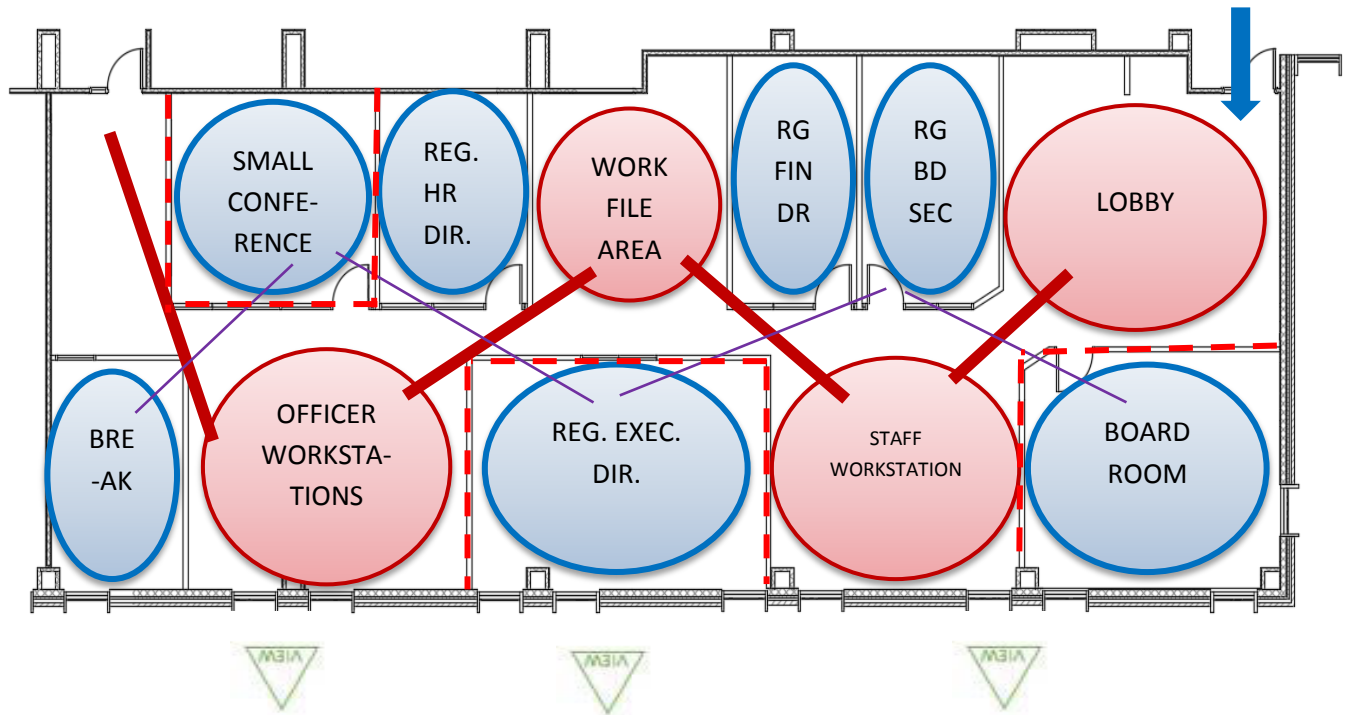 SMALL
CONFE-
RENCE
REG.
HR
DIR.
WORK
FILE
AREA
RG
FIN
DR
RG
BD
SEC
LOBBY
BRE
-AK
OFFICER
WORKSTA-
TIONS
REG. EXEC.
DIR.
STAFF
WORKSTATION
BOARD
ROOM
VIEW
VIEW
VIEW